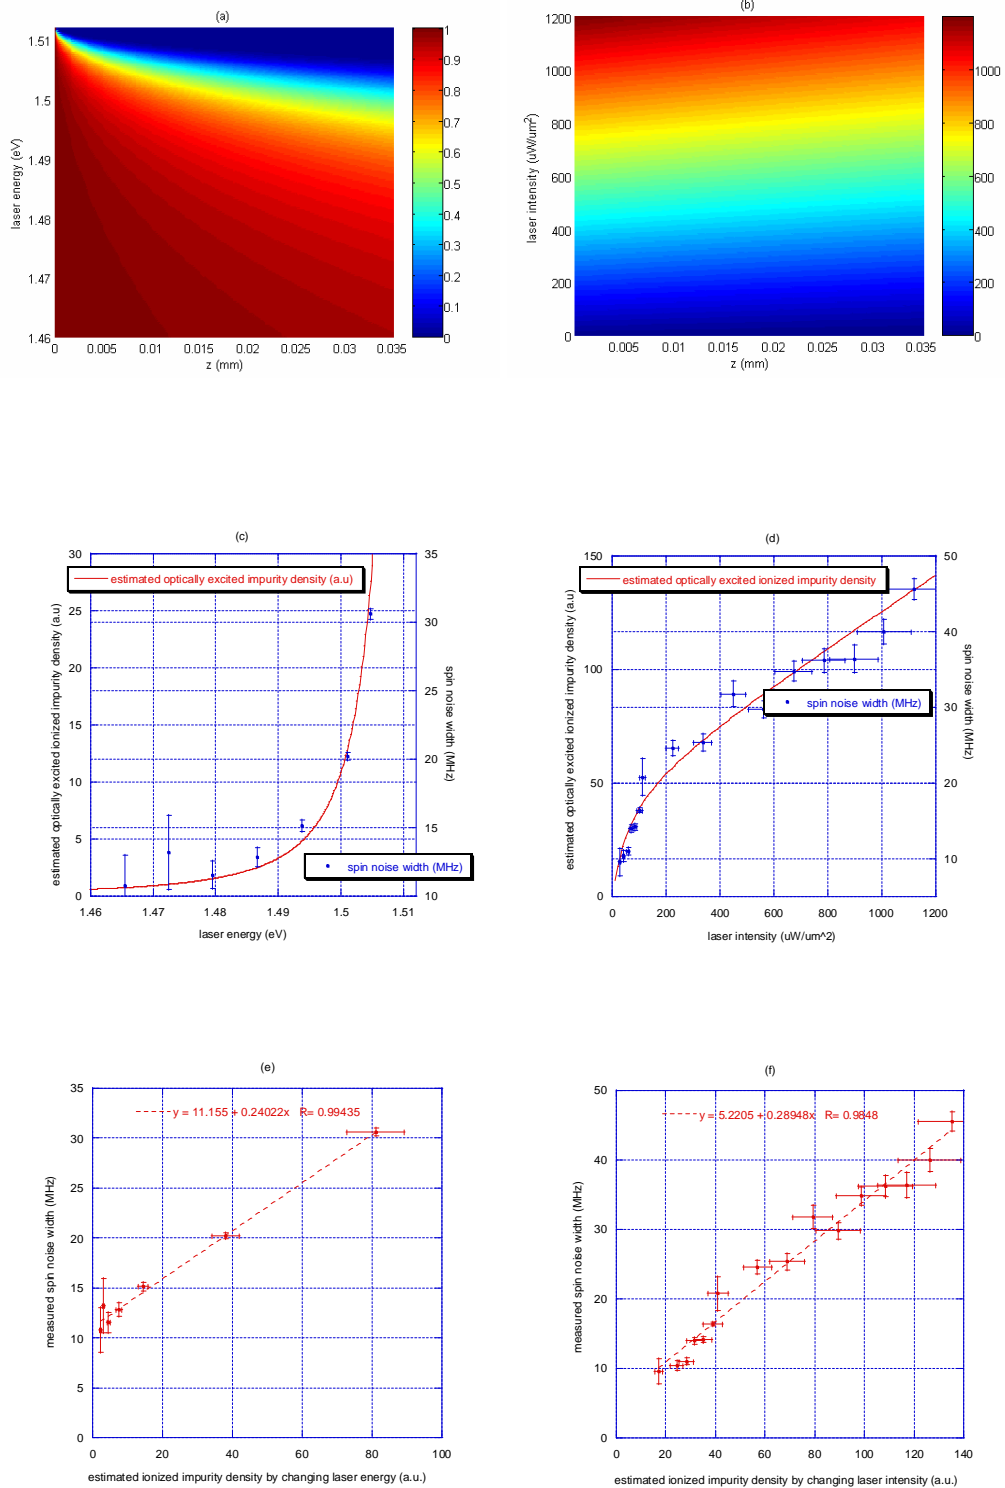 (a)
1.51
1.5
1.49
1.48
1.47
1.46
laser energy (eV)
0 0.005 0.01 0.015 0.02 0.025 0.03 0.035
z (mm)
1
0.9
0.8
0.7
0.6
0.5
0.4
0.3
0.2
0.1
0
(b)
1200
1000
800
600
400
200
0
laser intensity (uW/um²)
0.005 0.01 0.015 0.02 0.025 0.03 0.035
z (mm)
1000
800
600
400
200
0
(c)
30
25
20
15
10
5
0
estimated optically excited ionized impurity density (a.u)
estimated optically excited impurity density (a.u)
35
30
25
20
15
10
spin noise width (MHz)
spin noise width (MHz)
1.46 1.47 1.48 1.49 1.5 1.51
laser energy (eV)
(d)
150
100
50
0
estimated optically excited ionized impurity density (a.u)
estimated optically excited ionized impurity density
50
40
30
20
10
spin noise width (MHz)
spin noise width (MHz)
0 200 400 600 800 1000 1200
laser intensity (uW/um^2)
(e)
35
30
25
20
15
10
5
0
measured spin noise width (MHz)
y = 11.155 + 0.24022x R= 0.99435
0 20 40 60 80 100
estimated ionized impurity density by changing laser energy (a.u.)
(f)
50
40
30
20
10
0
measured spin noise width (MHz)
y = 5.2205 + 0.28948x R= 0.9848
0 20 40 60 80 100 120 140
estimated ionized impurity density by changing laser intensity (a.u.)